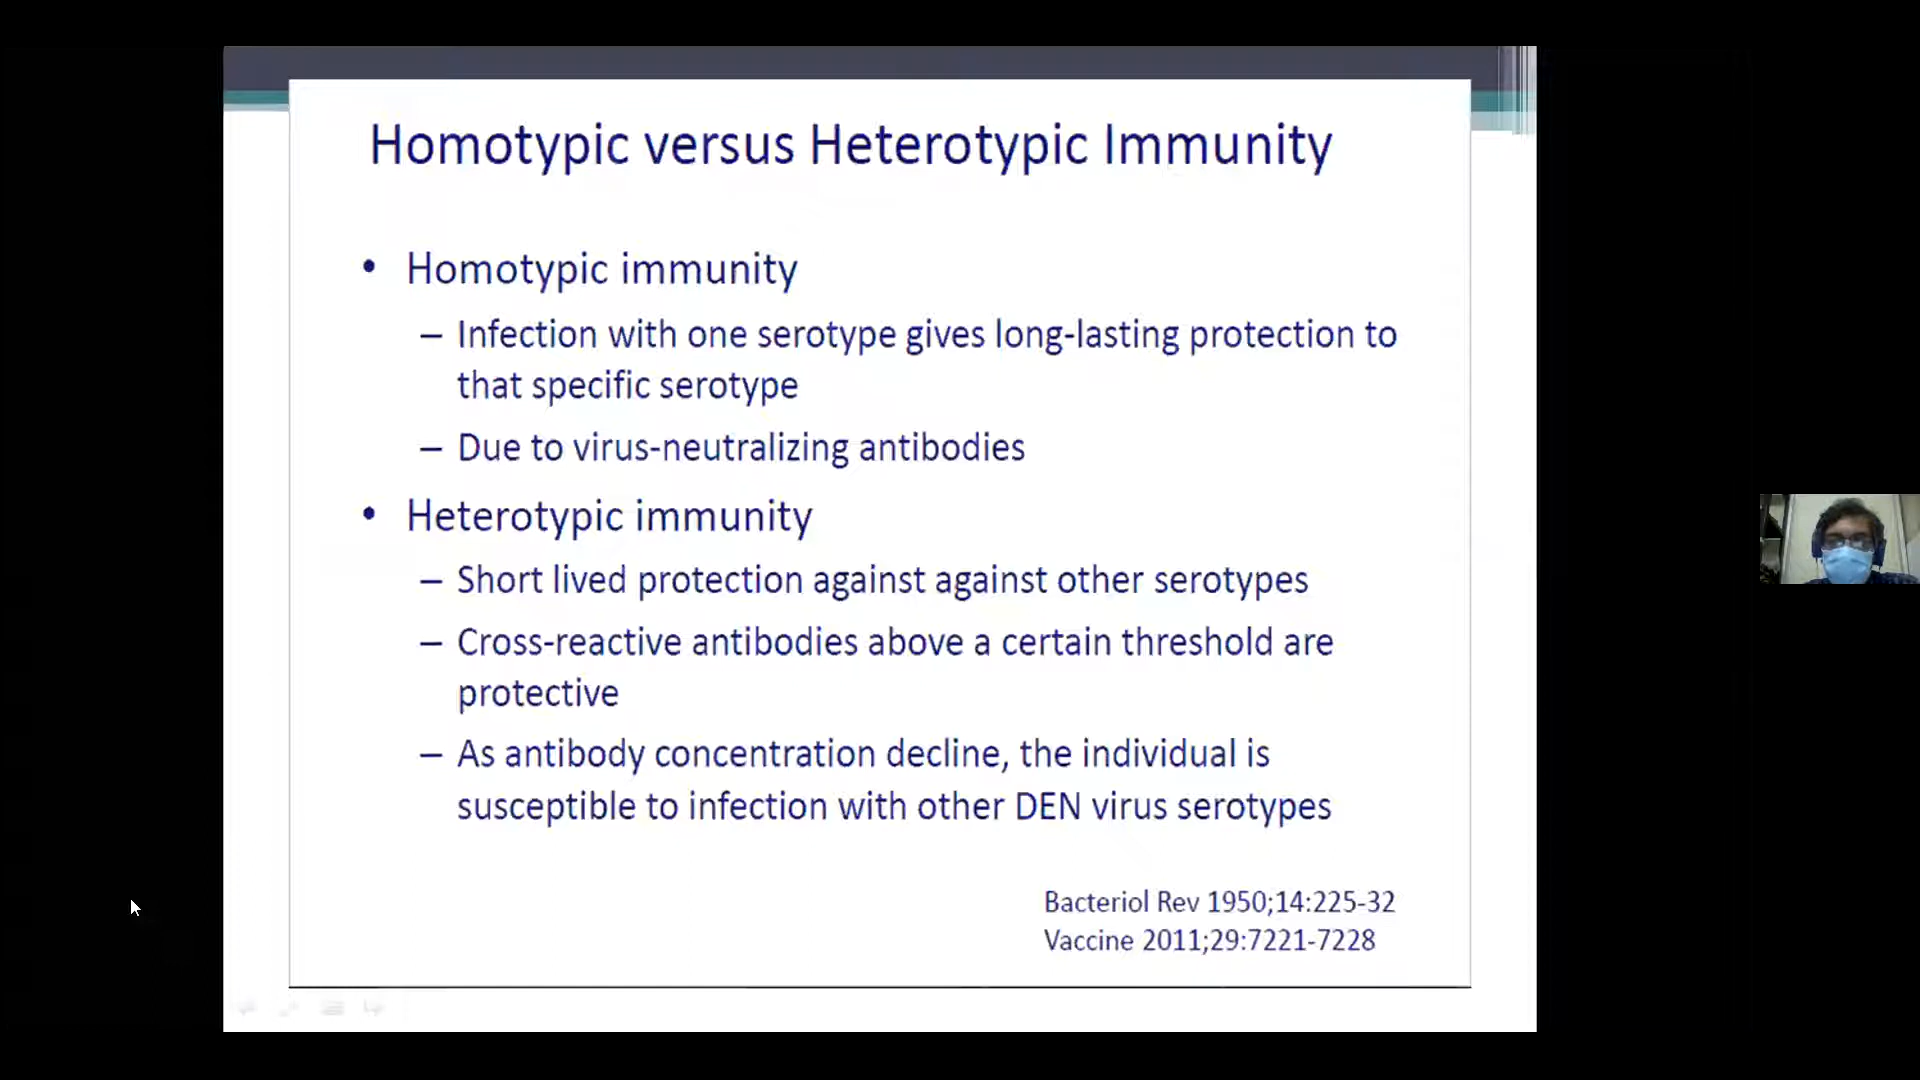 Homotypic versus Heterotypic Immunity
• Homotypic immunity
– Infection with one serotype gives long-lasting protection to
that specific serotype
– Due to virus-neutralizing antibodies
• Heterotypic immunity
– Short lived protection against against other serotypes
– Cross-reactive antibodies above a certain threshold are
protective
– As antibody concentration decline, the individual is
susceptible to infection with other DEN virus serotypes
Bacteriol Rev 1950;14:225-32
Vaccine 2011;29:7221-7228